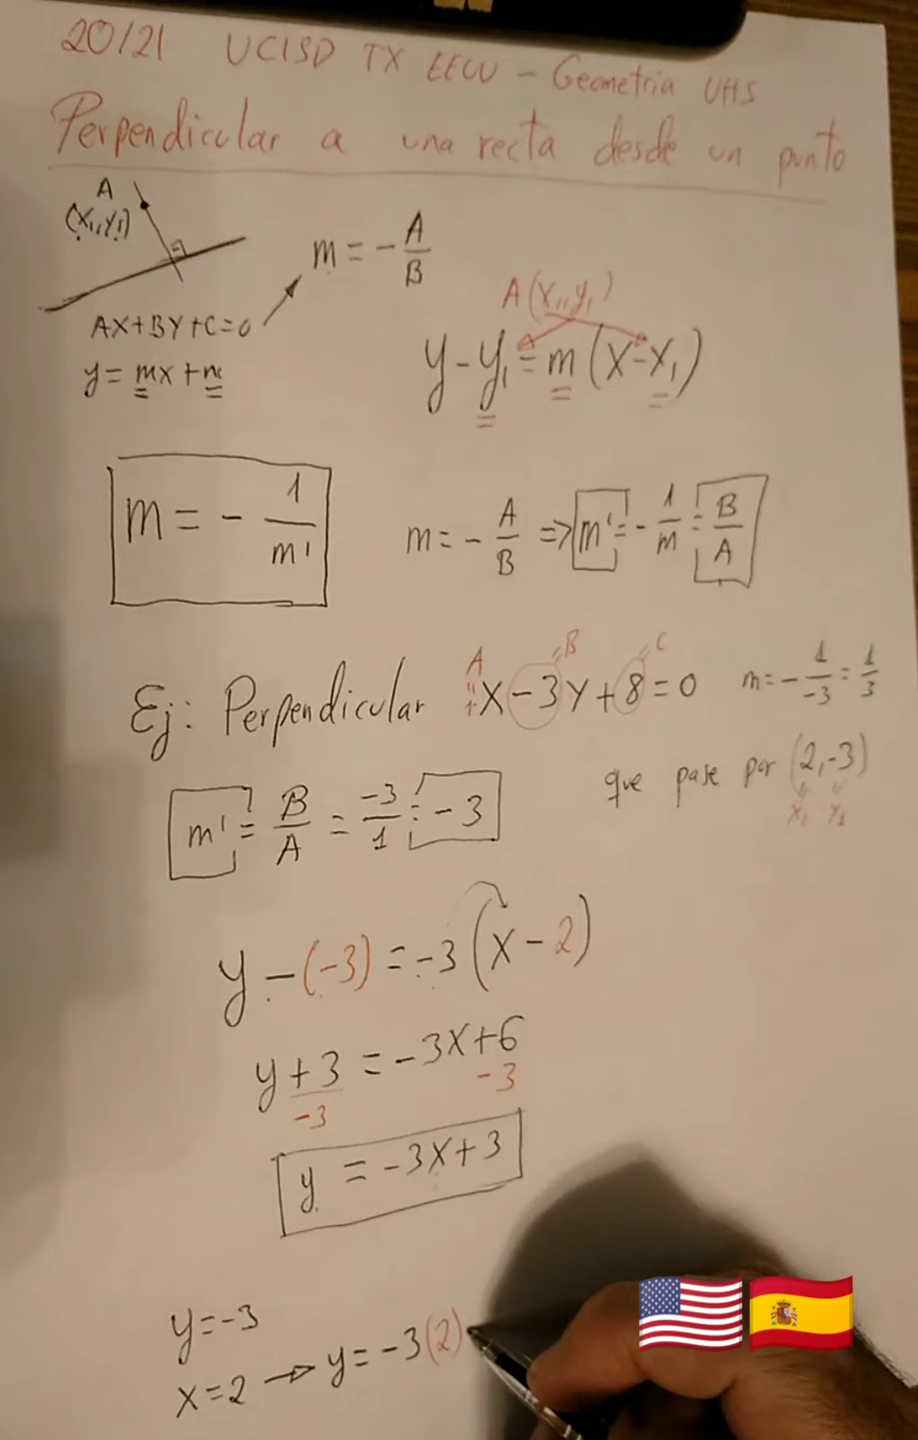 20/21 UCISD TX EECU - Geometria UHS
Perpendicular a una recta desde un punto
A
(X₁,Y₁)
m = - A/B
AX+BY+C=0
y = mx + n
A(X₁,Y₁)
y - y₁ = m (X - X₁)
m = - 1/m'
m = - A/B => m' = - 1/m = B/A
A "B "C
Ej: Perpendicular 1X - 3Y + 8 = 0 m = - 1/-3 = 1/3
que pase por (2,-3)
X₁ Y₁
m' = B/A = -3/1 = -3
y - (-3) = -3 (X - 2)
y + 3 = -3X + 6
-3 -3
y = -3X + 3
y = -3
X = 2 → y = -3(2)